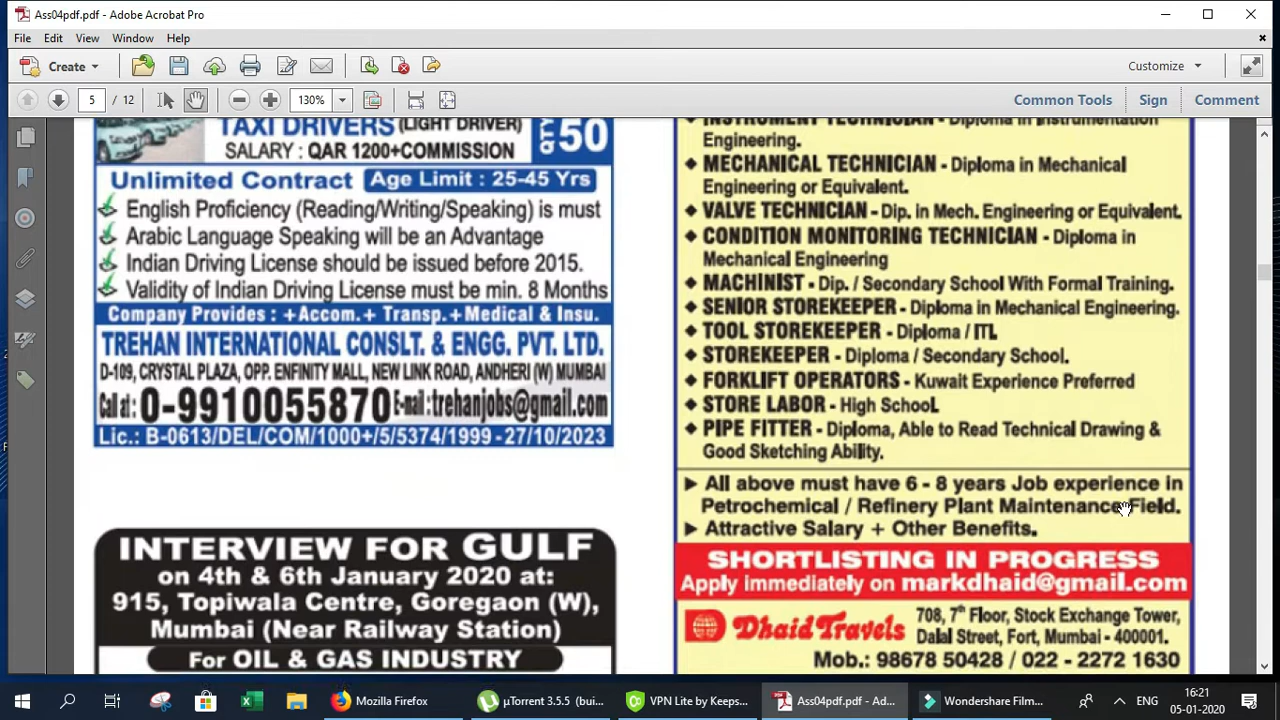 Ass04pdf.pdf - Adobe Acrobat Pro
File Edit View Window Help
Create
Customize
5 / 12
130%
Common Tools
Sign
Comment
TAXI DRIVERS (LIGHT DRIVER)
SALARY : QAR 1200+COMMISSION
QTY 50
Unlimited Contract Age Limit : 25-45 Yrs
English Proficiency (Reading/Writing/Speaking) is must
Arabic Language Speaking will be an Advantage
Indian Driving License should be issued before 2015.
Validity of Indian Driving License must be min. 8 Months
Company Provides : +Accom.+ Transp.+Medical & Insu.
TREHAN INTERNATIONAL CONSLT. & ENGG. PVT. LTD.
D-109, CRYSTAL PLAZA, OPP. ENFINITY MALL, NEW LINK ROAD, ANDHERI (W) MUMBAI
Call at : 0-9910055870 E-mail : trehanjobs@gmail.com
Lic.: B-0613/DEL/COM/1000+/5/5374/1999 - 27/10/2023
INTERVIEW FOR GULF
on 4th & 6th January 2020 at:
915, Topiwala Centre, Goregaon (W),
Mumbai (Near Railway Station)
For OIL & GAS INDUSTRY
INSTRUMENT TECHNICIAN - Diploma in Instrumentation
Engineering.
◆ MECHANICAL TECHNICIAN - Diploma in Mechanical
Engineering or Equivalent.
◆ VALVE TECHNICIAN - Dip. in Mech. Engineering or Equivalent.
◆ CONDITION MONITORING TECHNICIAN - Diploma in
Mechanical Engineering
◆ MACHINIST - Dip. / Secondary School With Formal Training.
◆ SENIOR STOREKEEPER - Diploma in Mechanical Engineering.
◆ TOOL STOREKEEPER - Diploma / ITI.
◆ STOREKEEPER - Diploma / Secondary School.
◆ FORKLIFT OPERATORS - Kuwait Experience Preferred
◆ STORE LABOR - High School.
◆ PIPE FITTER - Diploma, Able to Read Technical Drawing &
Good Sketching Ability.
► All above must have 6 - 8 years Job experience in
Petrochemical / Refinery Plant Maintenance Field.
► Attractive Salary + Other Benefits.
SHORTLISTING IN PROGRESS
Apply immediately on markdhaid@gmail.com
Dhaid Travels
708, 7th Floor, Stock Exchange Tower,
Dalal Street, Fort, Mumbai - 400001.
Mob.: 98678 50428 / 022 - 2272 1630
Mozilla Firefox
µTorrent 3.5.5 (bui...
VPN Lite by Keeps...
Ass04pdf.pdf - Ad...
Wondershare Film...
ENG
16:21
05-01-2020